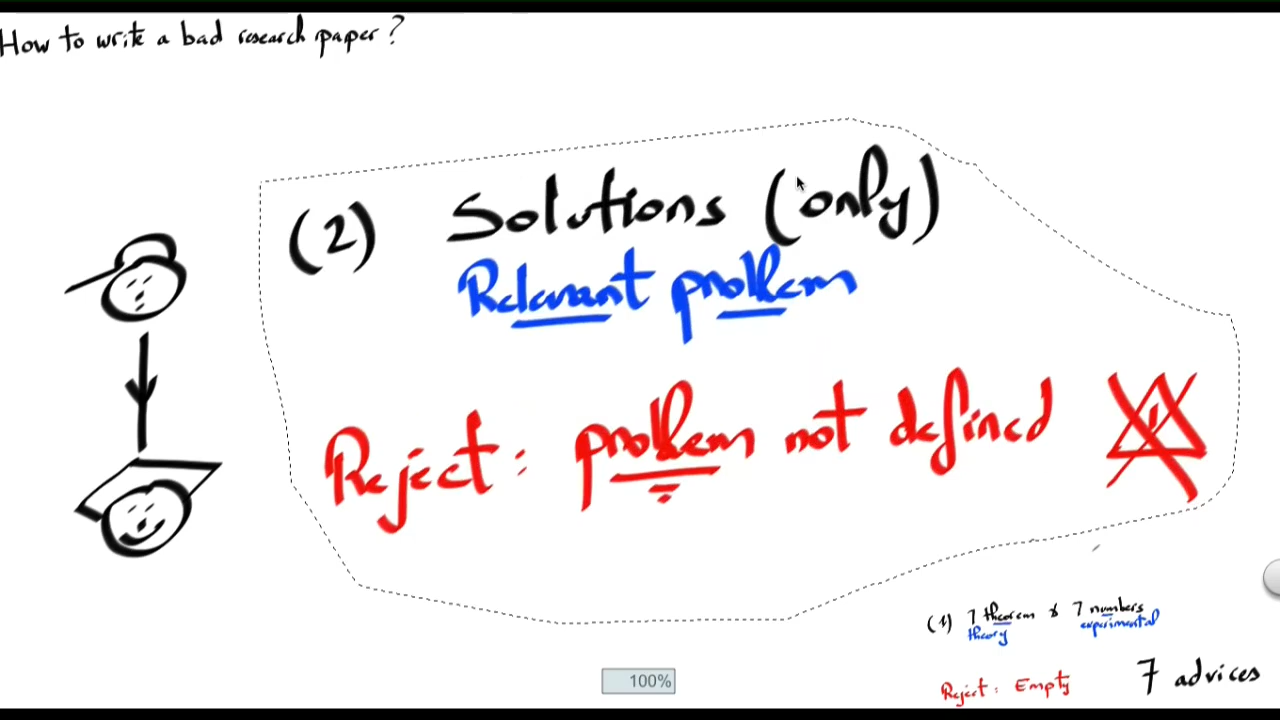 How to write a bad research paper?
(2) Solutions (only)
Relevant problem
Reject: problem not defined
(1) 7 theorem & 7 numbers
theory experimental
Reject: Empty
7 advices
100%